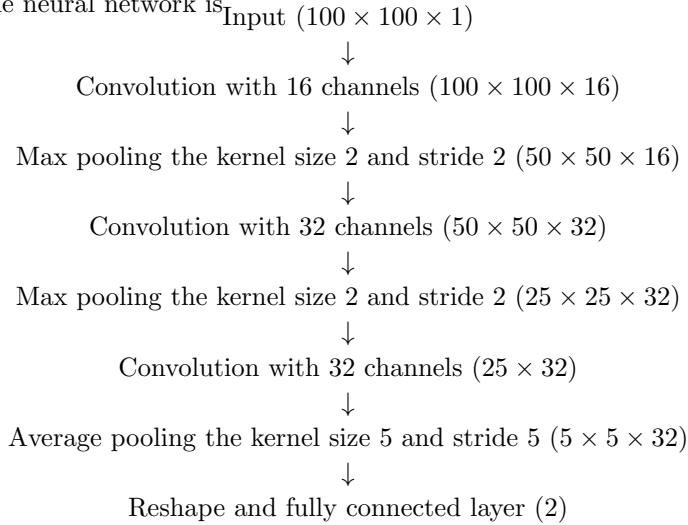 neural network is
Input (100 × 100 × 1)
↓
Convolution with 16 channels (100 × 100 × 16)
↓
Max pooling the kernel size 2 and stride 2 (50 × 50 × 16)
↓
Convolution with 32 channels (50 × 50 × 32)
↓
Max pooling the kernel size 2 and stride 2 (25 × 25 × 32)
↓
Convolution with 32 channels (25 × 32)
↓
Average pooling the kernel size 5 and stride 5 (5 × 5 × 32)
↓
Reshape and fully connected layer (2)